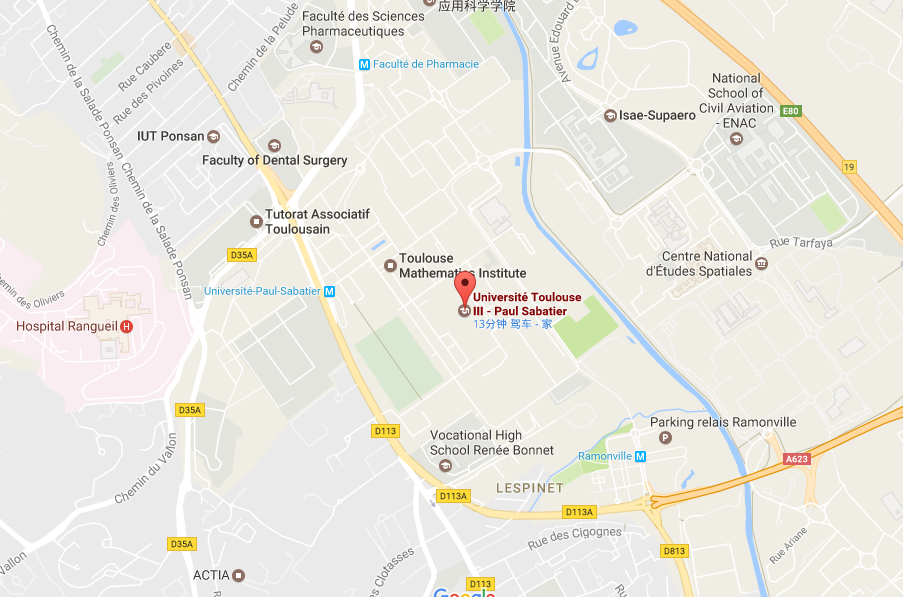 应用科学学院
Faculté des Sciences
Pharmaceutiques
Chemin de la Pelude
Avenue Edouard
Chemin de la Salade Ponsan
Rue Caubere
Rue des Pivoines
M Faculté de Pharmacie
National
School of
Civil Aviation
- ENAC
E80
Isae-Supaero
IUT Ponsan
Faculty of Dental Surgery
19
Chemin des Oliviers
Chemin de la Salade Ponsan
Tutorat Associatif
Toulousain
Rue Tarfaya
D35A
Toulouse
Mathematics Institute
Centre National
d'Études Spatiales
Chemin des Oliviers
Université-Paul-Sabatier M
Université Toulouse
III - Paul Sabatier
13分钟 驾车 - 家
Hospital Rangueil H
D35A
D113
Parking relais Ramonville
P
Vocational High
School Renée Bonnet
Ramonville M
A623
Chemin du Vallon
LESPINET
D113A
D113A
Rue des Cigognes
Rue Ariane
D35A
D813
Vallon
Clotasses
ACTIA
D113
Rou
Google